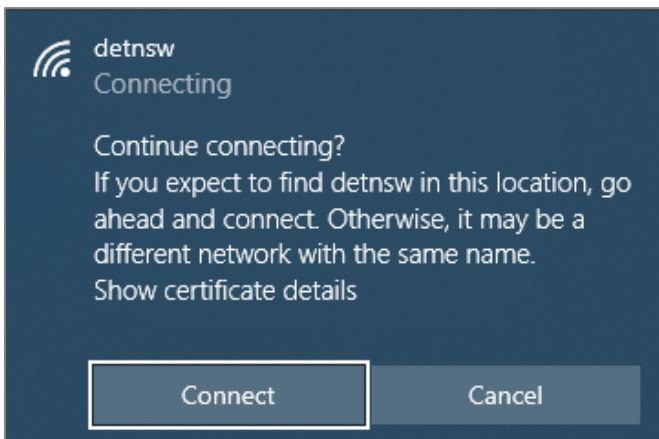 detnsw
Connecting
Continue connecting?
If you expect to find detnsw in this location, go
ahead and connect. Otherwise, it may be a
different network with the same name.
Show certificate details
Connect
Cancel